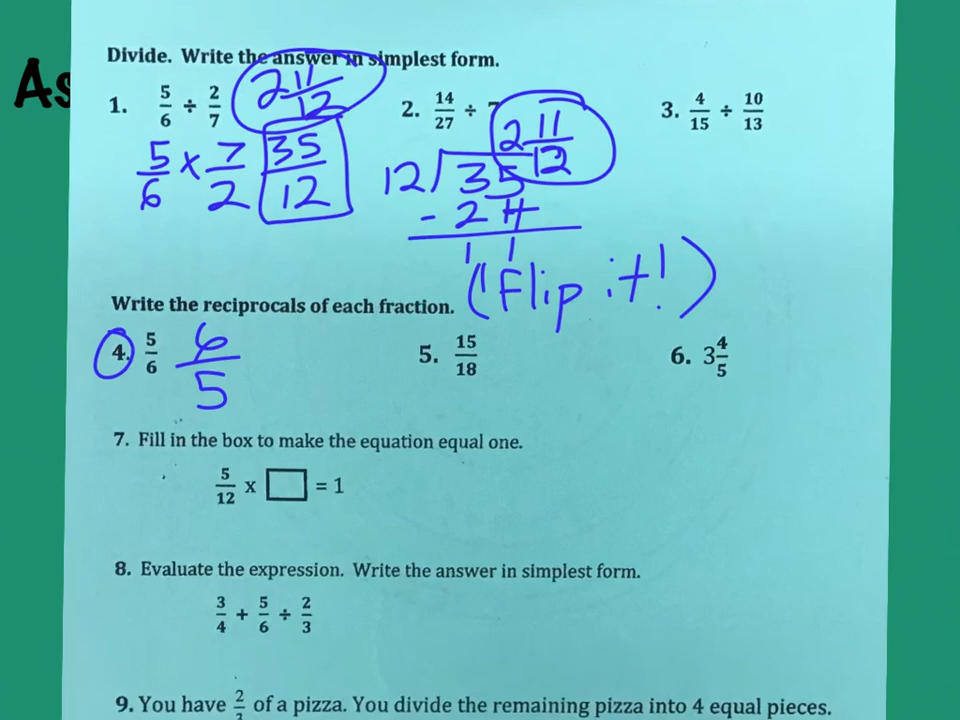 As
Divide. Write the answer in simplest form.
1. 5/6 ÷ 2/7 2 11/12 2. 14/27 ÷ 7 3. 4/15 ÷ 10/13
5/6 x 7/2 35/12 12)35 2 11/12
- 24
11
(Flip it!)
Write the reciprocals of each fraction.
4. 5/6 6/5 5. 15/18 6. 3 4/5
7. Fill in the box to make the equation equal one.
5/12 x □ = 1
8. Evaluate the expression. Write the answer in simplest form.
3/4 + 5/6 ÷ 2/3
9. You have 2/3 of a pizza. You divide the remaining pizza into 4 equal pieces.